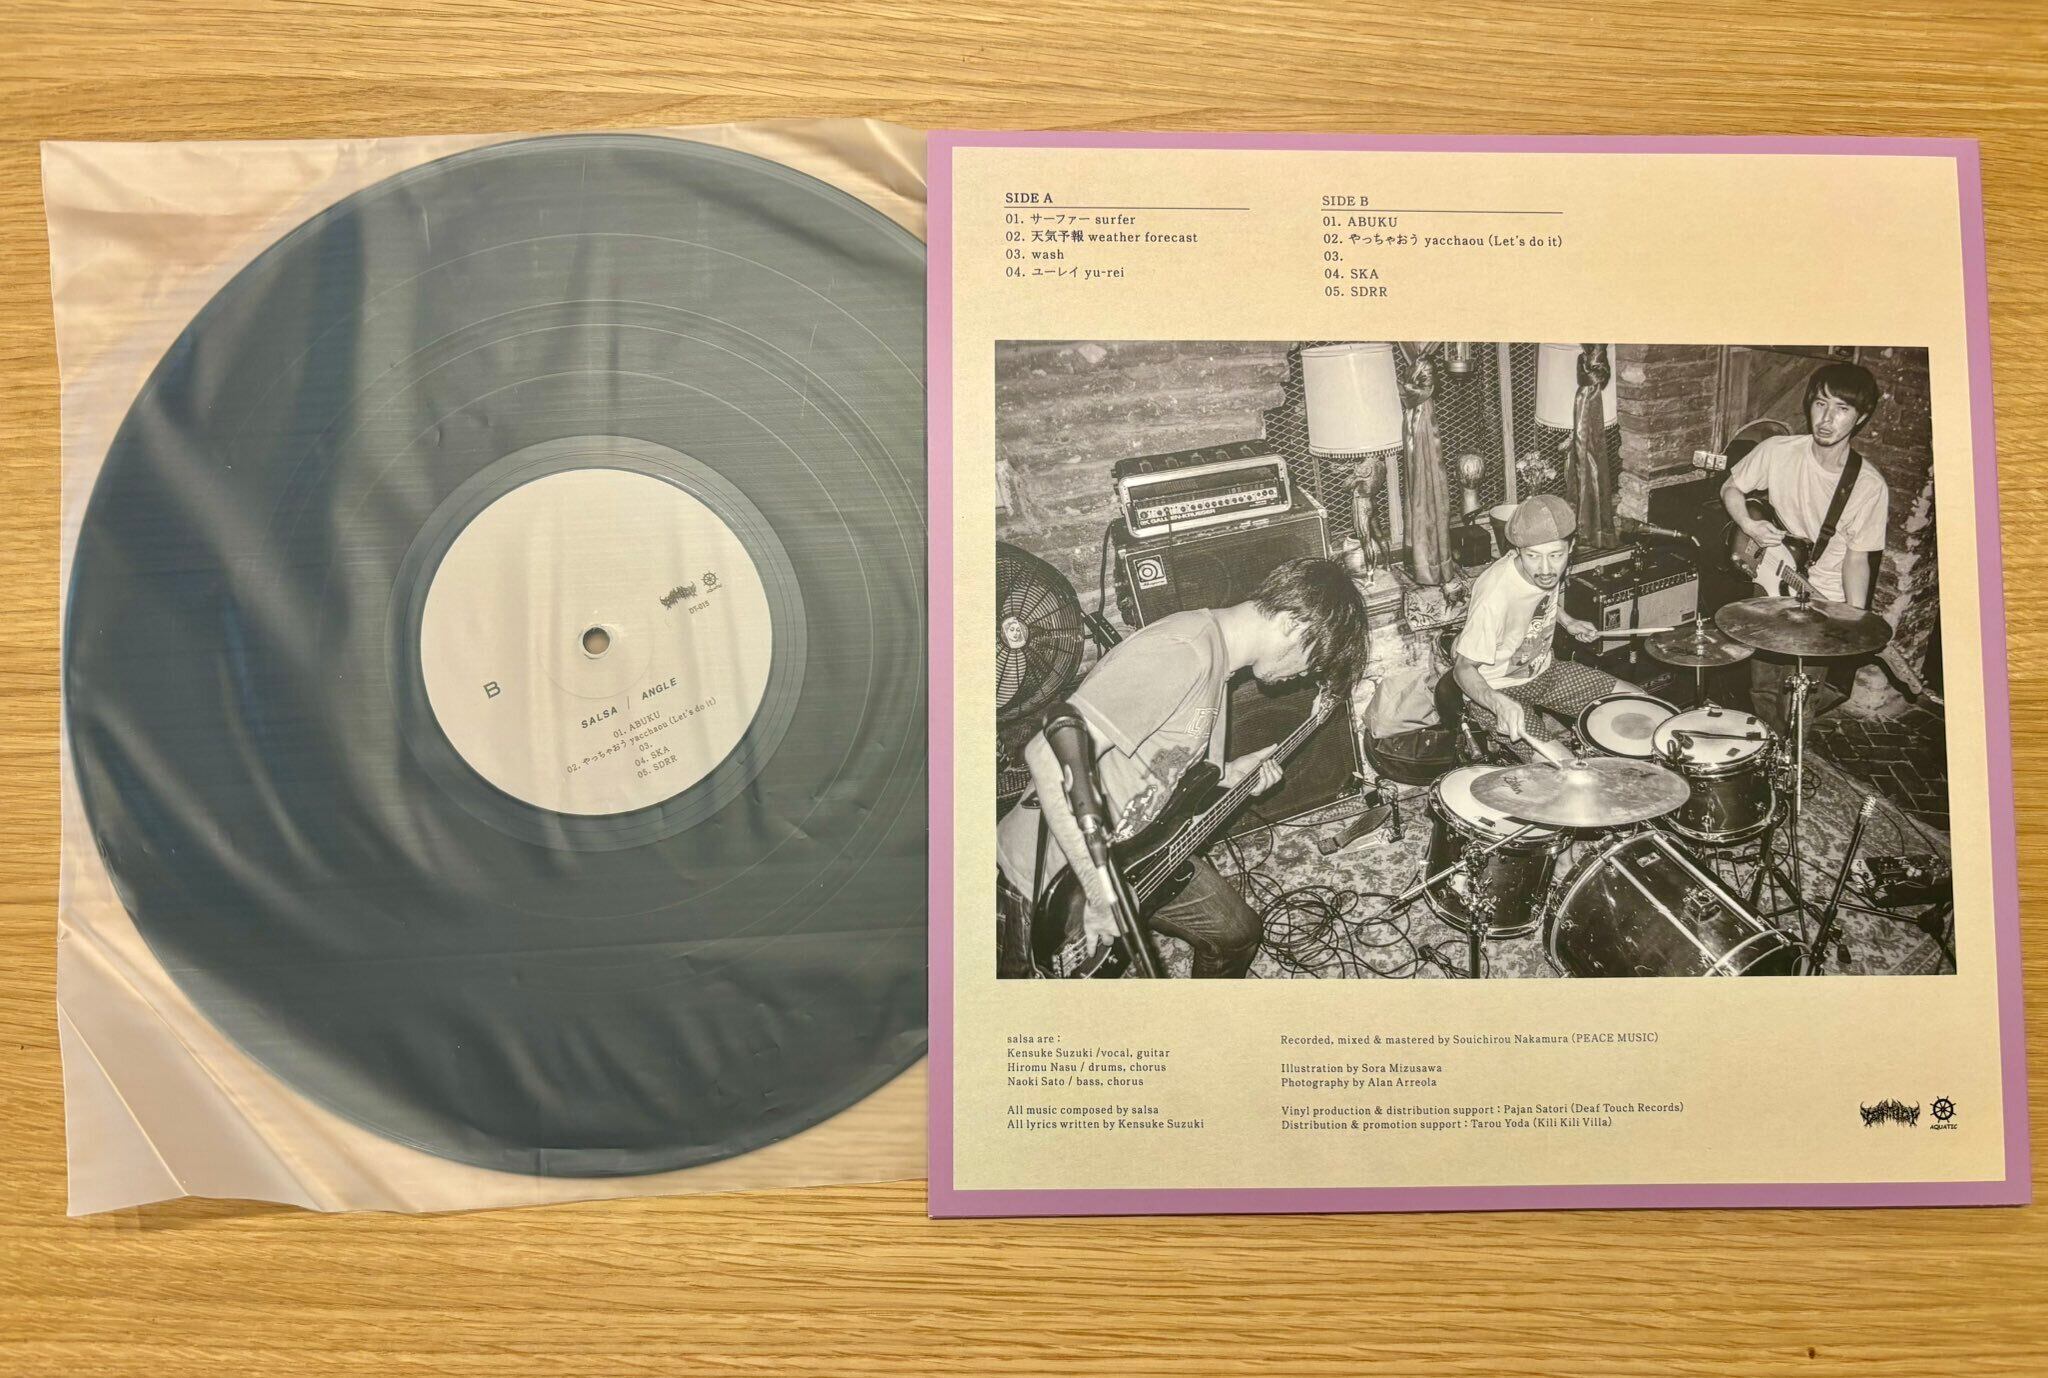 B
DT-015
AQUATIC
SALSA | ANGLE
01. ABUKU
02. やっちゃおう yacchaou (Let's do it)
03.
04. SKA
05. SDRR
SIDE A
01. サーファー surfer
02. 天気予報 weather forecast
03. wash
04. ユーレイ yu-rei
SIDE B
01. ABUKU
02. やっちゃおう yacchaou (Let's do it)
03.
04. SKA
05. SDRR
GALLIEN-KRUEGER
Ampeg
salsa are :
Kensuke Suzuki /vocal, guitar
Hiromu Nasu / drums, chorus
Naoki Sato / bass, chorus
All music composed by salsa
All lyrics written by Kensuke Suzuki
Recorded, mixed & mastered by Souichirou Nakamura (PEACE MUSIC)
Illustration by Sora Mizusawa
Photography by Alan Arreola
Vinyl production & distribution support : Pajan Satori (Deaf Touch Records)
Distribution & promotion support : Tarou Yoda (Kili Kili Villa)
AQUATIC